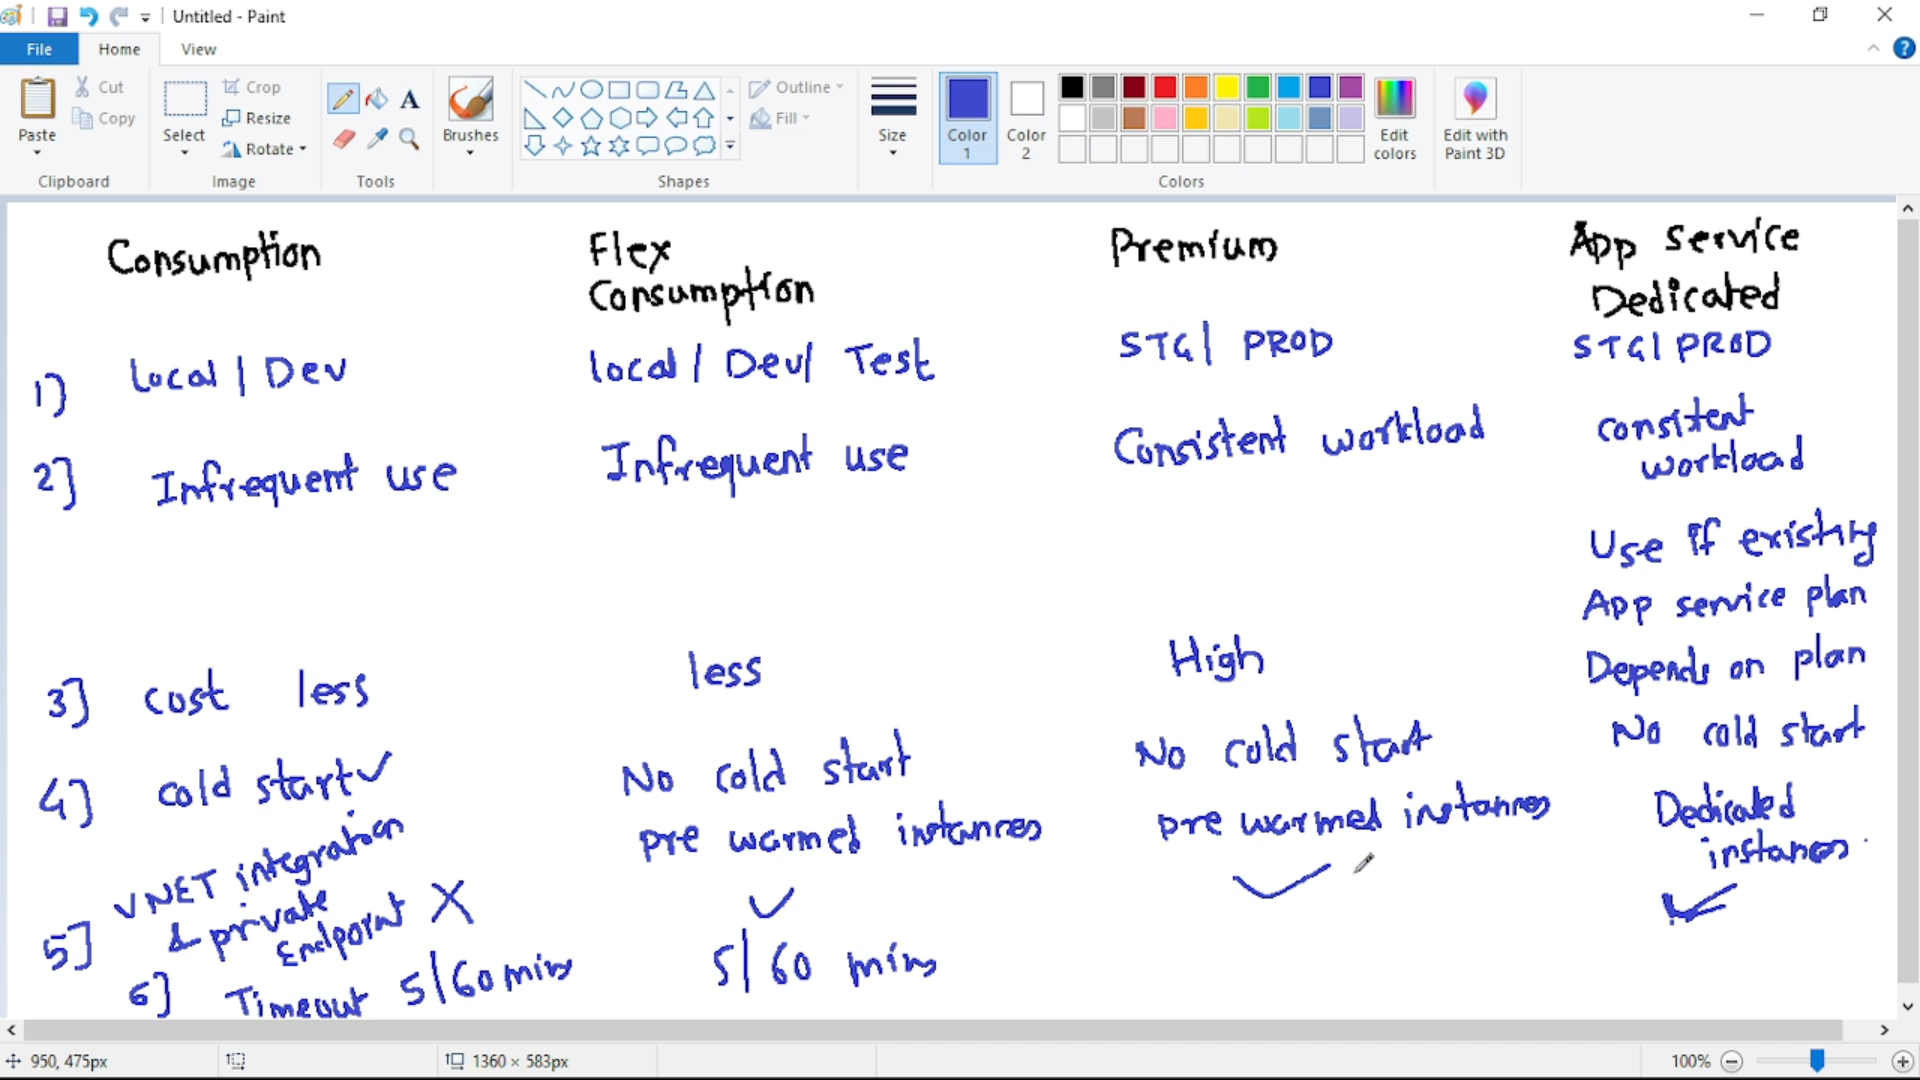 Untitled - Paint
File Home View
Paste
Cut
Copy
Clipboard
Select
Crop
Resize
Rotate
Image
Tools
Brushes
Outline
Fill
Shapes
Size
Color 1
Color 2
Edit colors
Edit with Paint 3D
Colors
Consumption
Flex Consumption
Premium
App Service Dedicated
1] Local / Dev
local / Dev/ Test
STG| PROD
STG| PROD
2] Infrequent use
Infrequent use
Consistent workload
consistent workload
Use if existing
App service plan
3] cost less
less
High
Depends on plan
4] cold start ✓
No cold start
No cold start
No cold start
pre warmed instances
pre warmed instances
Dedicated instances
5] VNET integration
& private
Endpoint X
✓
✓
✓
6] Timeout 5/60 mins
5/60 mins
950, 475px
1360 × 583px
100%